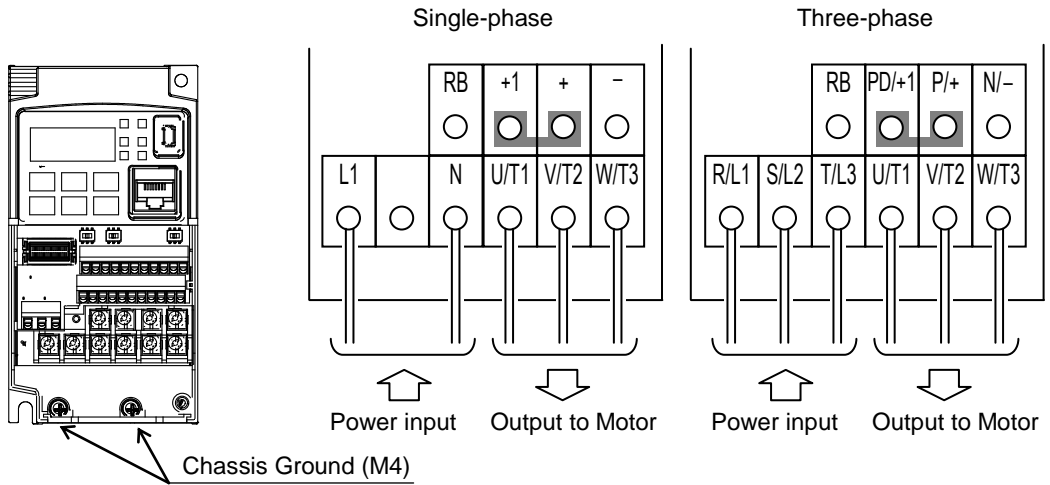 Single-phase
Three-phase
RB +1 + −
L1 N U/T1 V/T2 W/T3
Power input Output to Motor
RB PD/+1 P/+ N/−
R/L1 S/L2 T/L3 U/T1 V/T2 W/T3
Power input Output to Motor
Chassis Ground (M4)